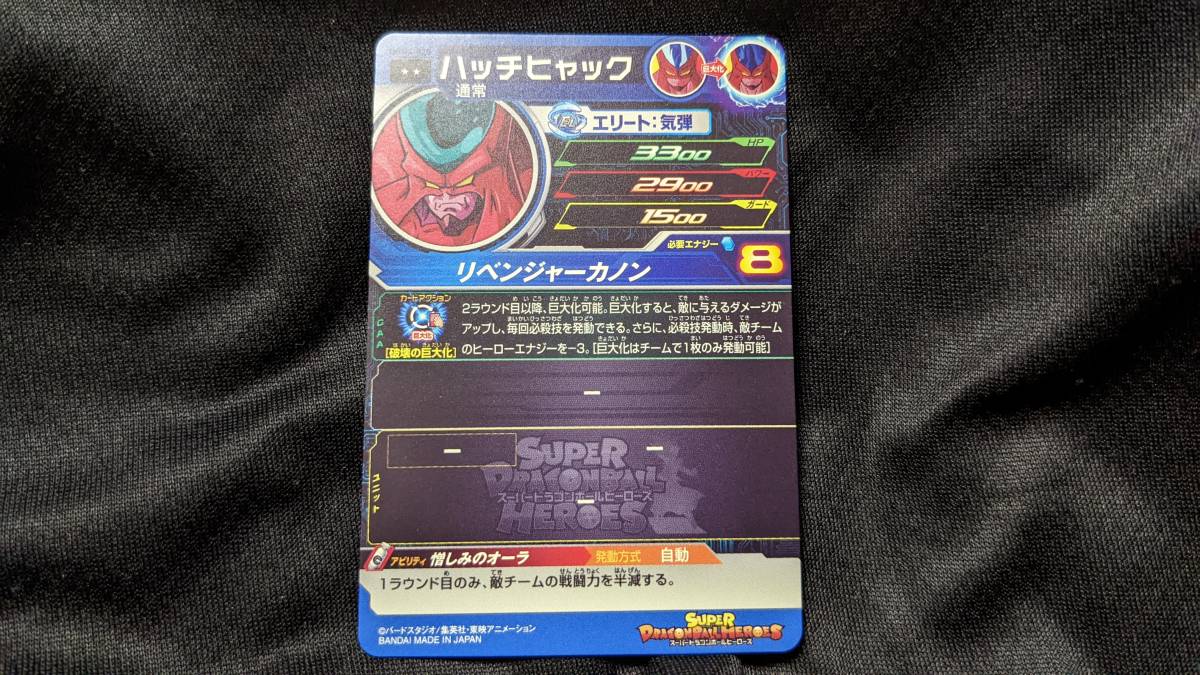 ★★
ハッチヒャック
通常
巨大化
エリート:気弾
HP
3300
パワー
2900
ガード
1500
必要エナジー
8
リベンジャーカノン
カードアクション
CAA
巨大化
[破壊の巨大化]
2ラウンド目以降、巨大化可能。巨大化すると、敵に与えるダメージが
アップし、毎回必殺技を発動できる。さらに、必殺技発動時、敵チーム
のヒーローエナジーを-3。[巨大化はチームで1枚のみ発動可能]
ー
ー
ー
ー
ユニット
SUPER
DRAGONBALL
スーパードラゴンボールヒーローズ
HEROES
アビリティ 憎しみのオーラ 発動方式 自動
1ラウンド目のみ、敵チームの戦闘力を半減する。
©バードスタジオ/集英社・東映アニメーション
BANDAI MADE IN JAPAN
SUPER
DRAGONBALL HEROES
スーパードラゴンボールヒーローズ